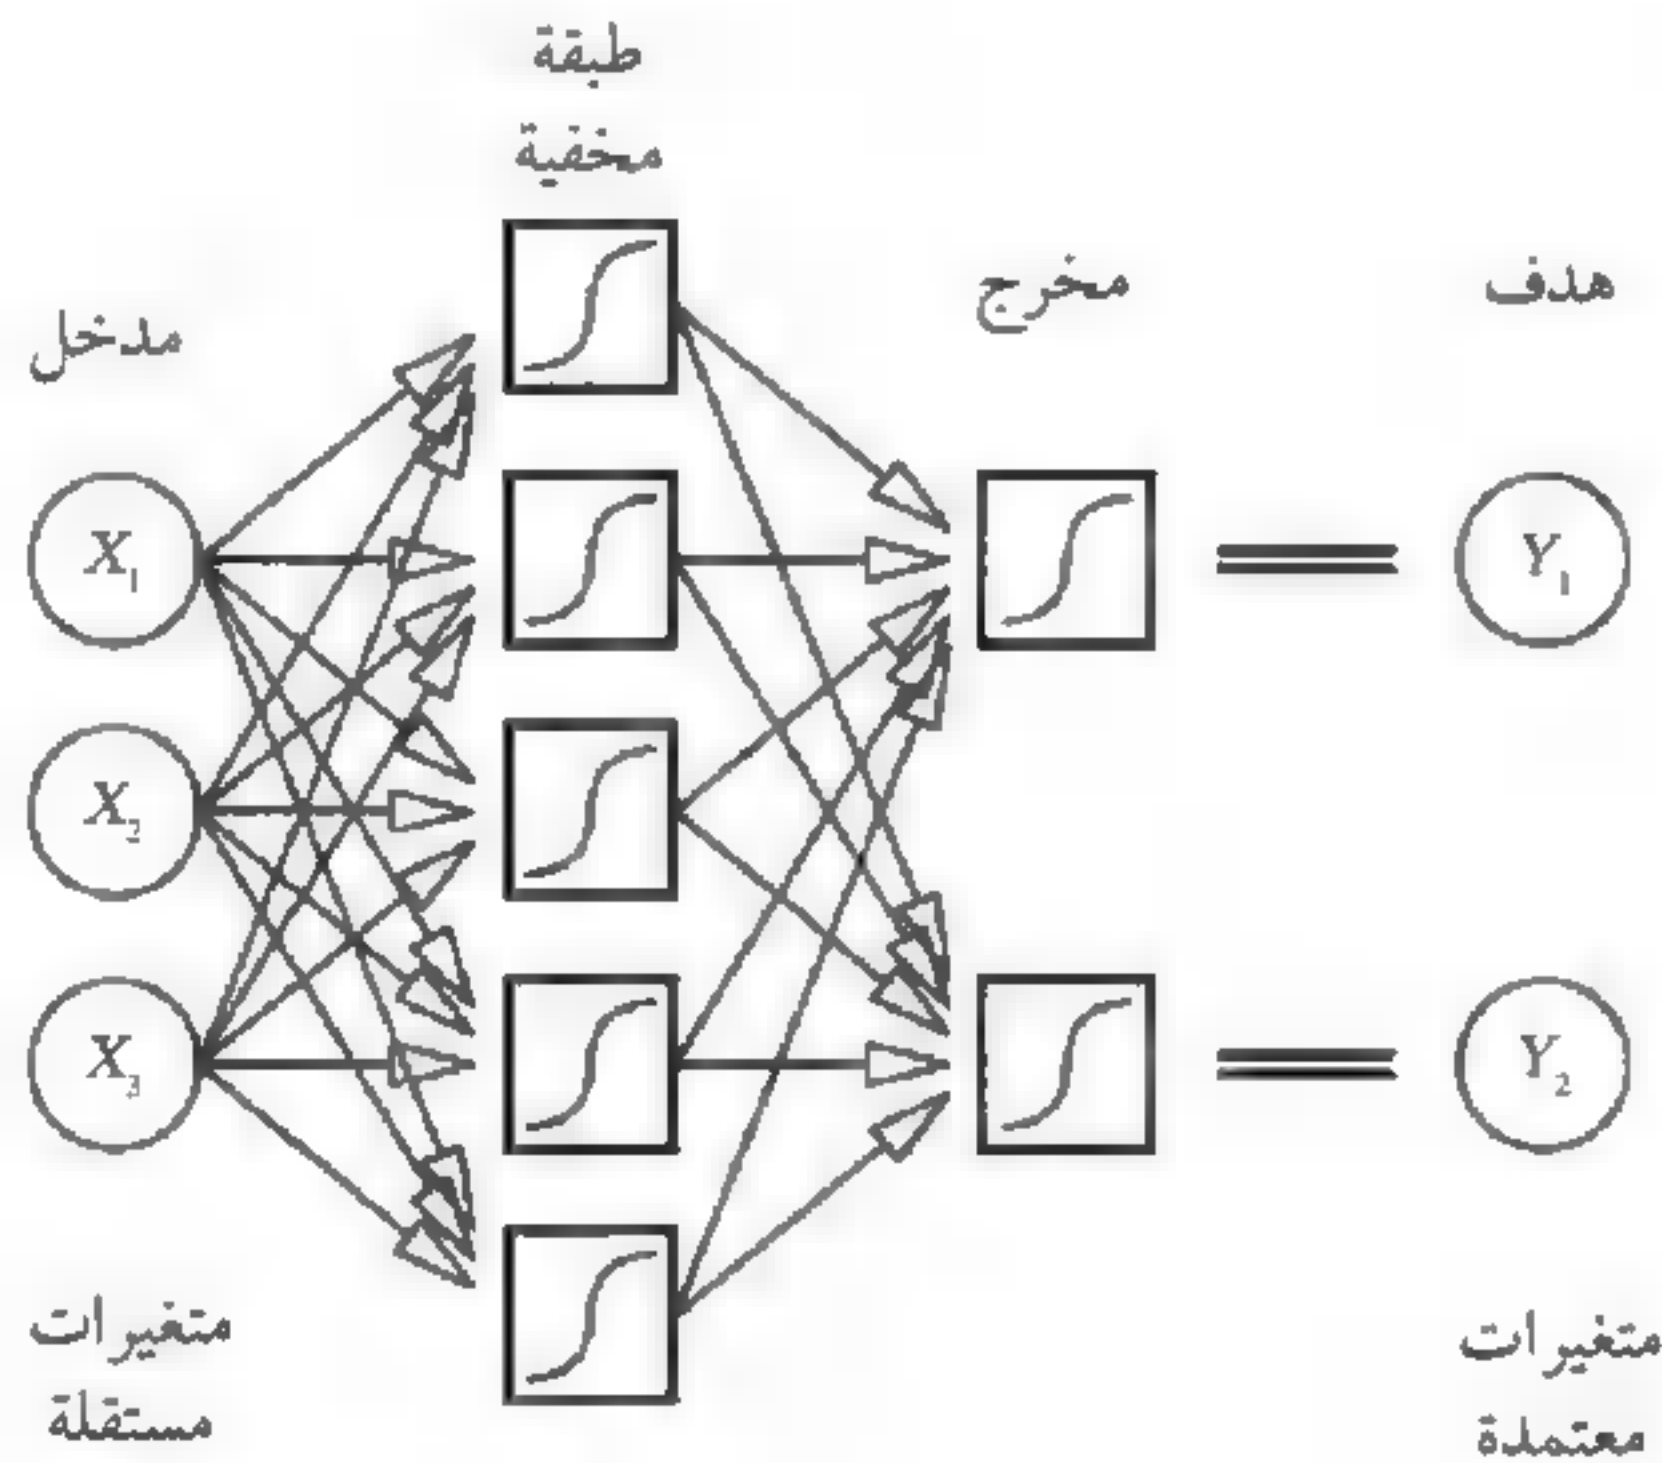 طبقة
مخفية
هدف
مخرج
مدخل
X₁
Y₁
X₂
X₃
Y₂
متغيرات
مستقلة
متغيرات
معتمدة